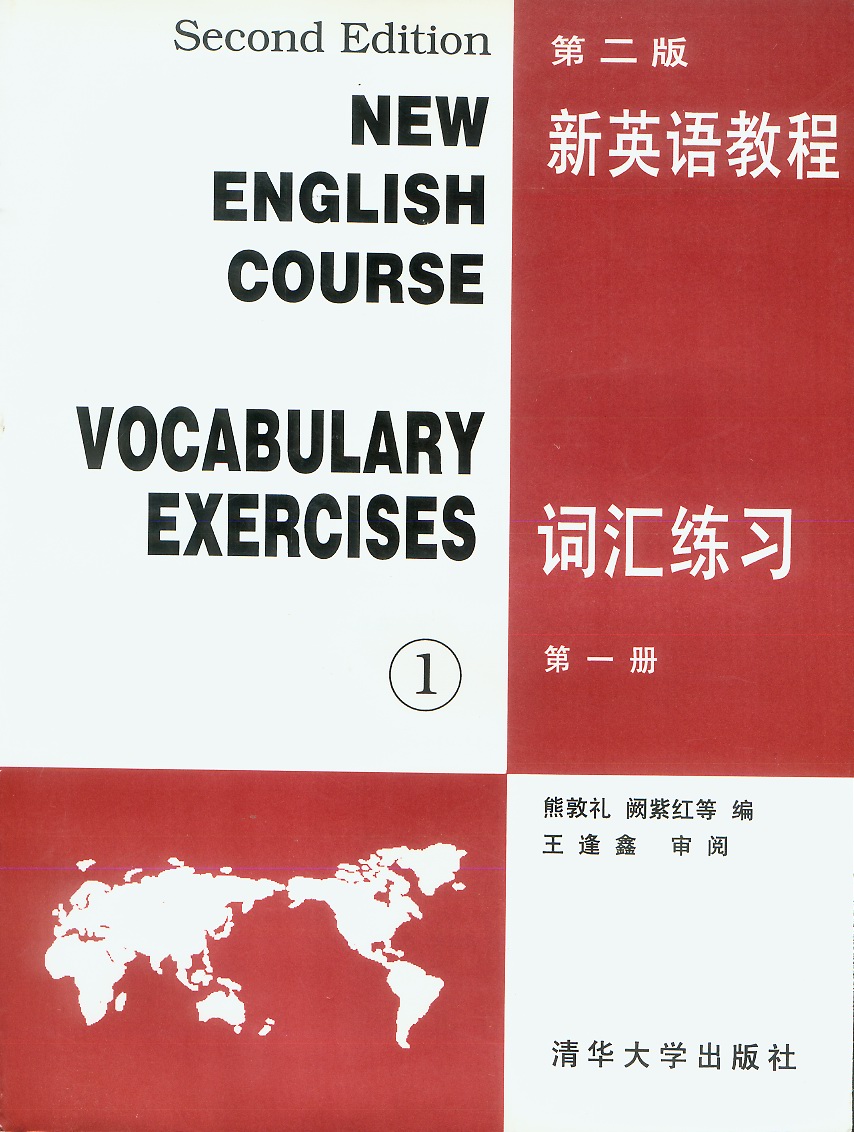 Second Edition
NEW
ENGLISH
COURSE
VOCABULARY
EXERCISES
1
第二版
新英语教程
词汇练习
第一册
熊敦礼 阙紫红等 编
王逢鑫 审阅
清华大学出版社